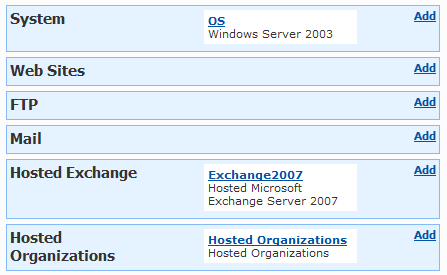 System
OS
Windows Server 2003
Add
Web Sites
Add
FTP
Add
Mail
Add
Hosted Exchange
Exchange2007
Hosted Microsoft
Exchange Server 2007
Add
Hosted
Organizations
Hosted Organizations
Hosted Organizations
Add